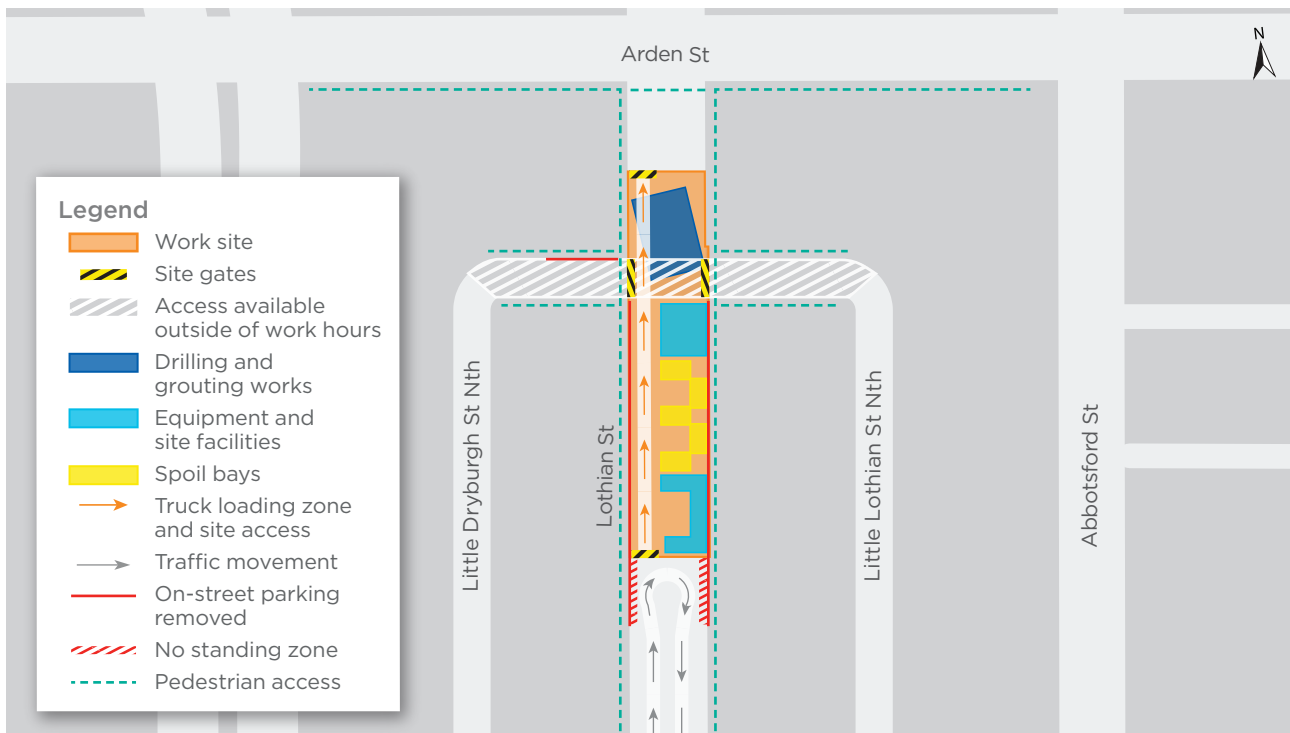 Arden St
N
Legend
Work site
Site gates
Access available
outside of work hours
Drilling and
grouting works
Equipment and
site facilities
Spoil bays
Truck loading zone
and site access
Traffic movement
On-street parking
removed
No standing zone
Pedestrian access
Little Dryburgh St Nth
Lothian St
Little Lothian St Nth
Abbotsford St